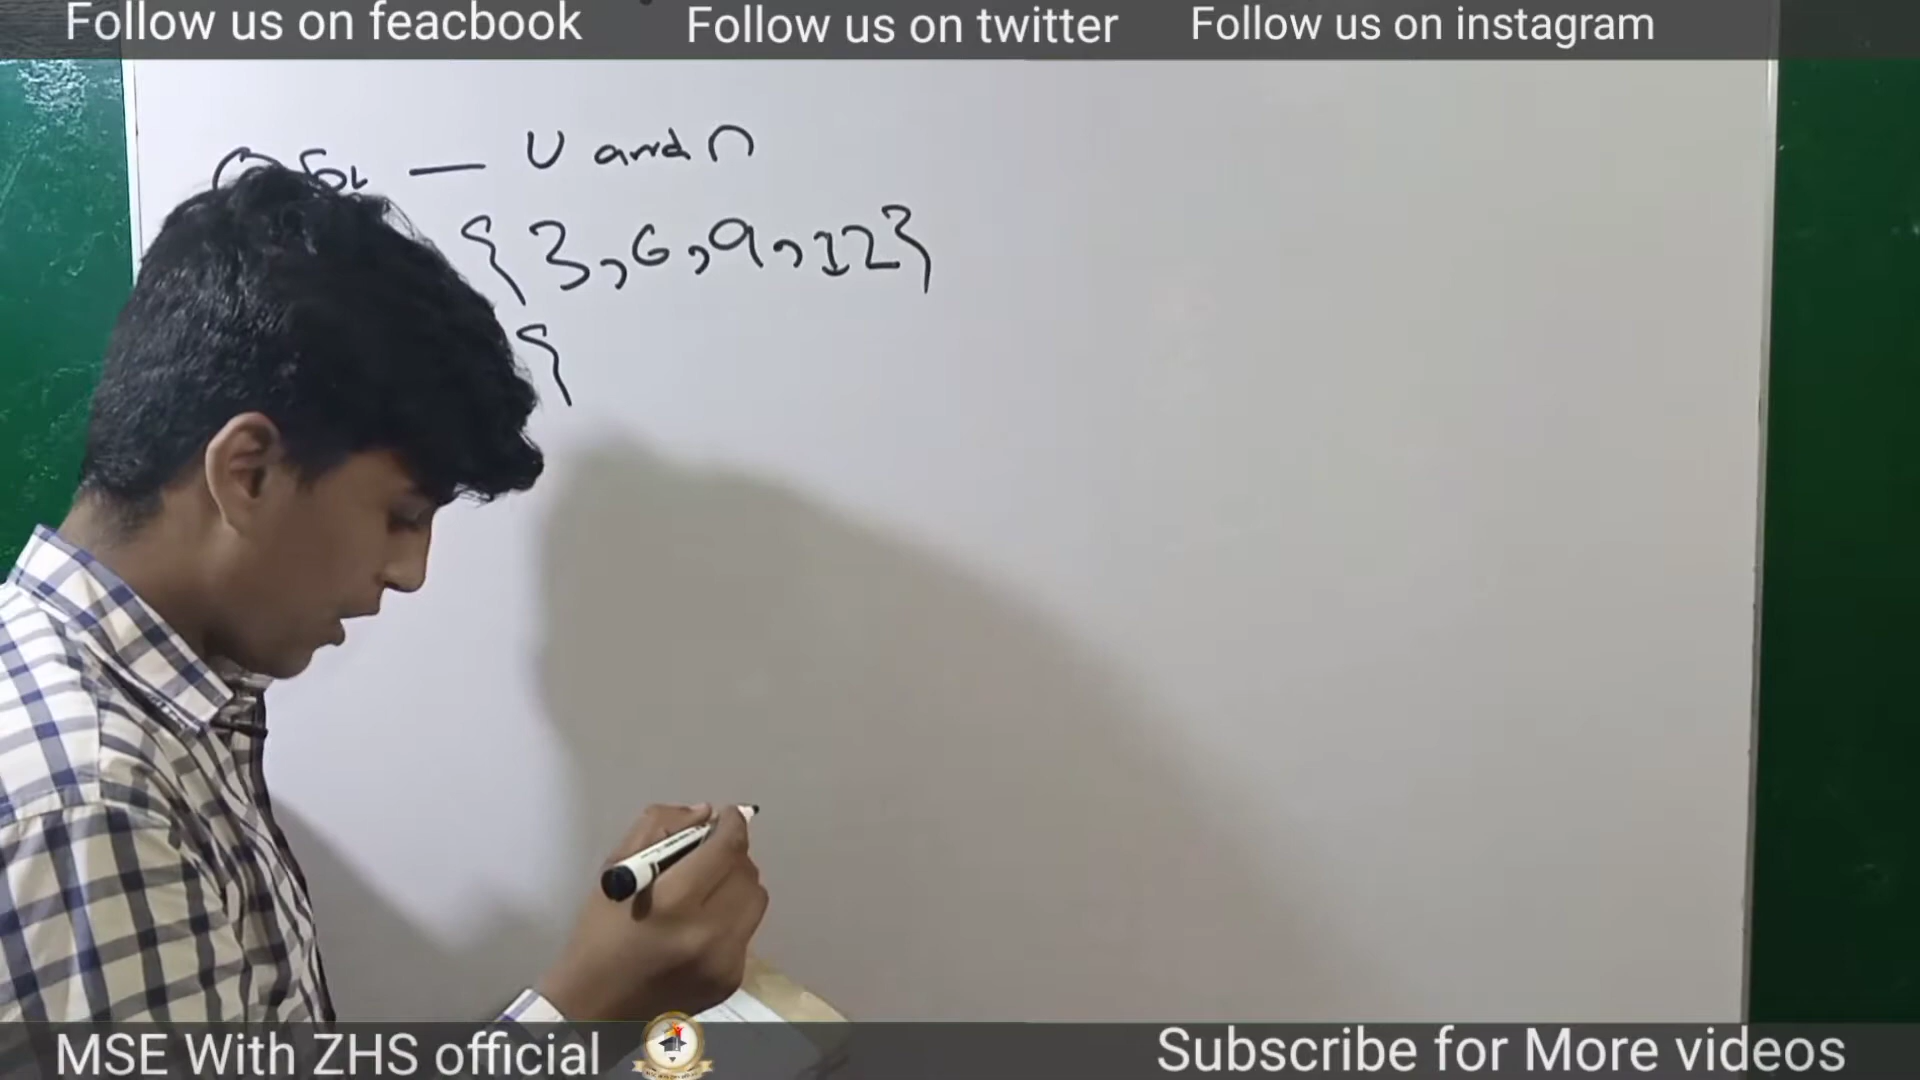 Follow us on feacbook Follow us on twitter Follow us on instagram
— U and ∩
{3,6,9,12}
{
MSE With ZHS official Subscribe for More videos